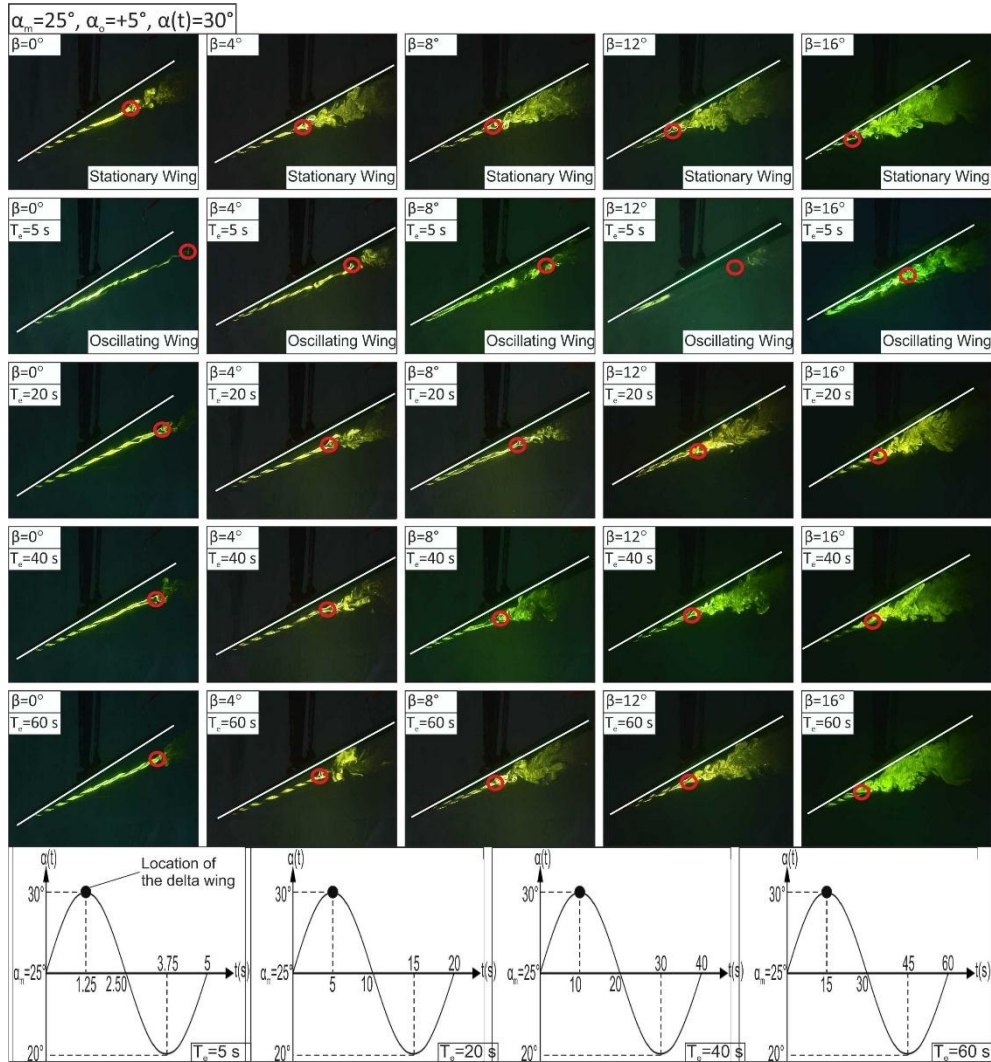 αₘ=25°, αₒ=+5°, α(t)=30°
β=0°
Stationary Wing
β=4°
Stationary Wing
β=8°
Stationary Wing
β=12°
Stationary Wing
β=16°
Stationary Wing
β=0°
Tₑ=5 s
Oscillating Wing
β=4°
Tₑ=5 s
Oscillating Wing
β=8°
Tₑ=5 s
Oscillating Wing
β=12°
Tₑ=5 s
Oscillating Wing
β=16°
Tₑ=5 s
Oscillating Wing
β=0°
Tₑ=20 s
β=4°
Tₑ=20 s
β=8°
Tₑ=20 s
β=12°
Tₑ=20 s
β=16°
Tₑ=20 s
β=0°
Tₑ=40 s
β=4°
Tₑ=40 s
β=8°
Tₑ=40 s
β=12°
Tₑ=40 s
β=16°
Tₑ=40 s
β=0°
Tₑ=60 s
β=4°
Tₑ=60 s
β=8°
Tₑ=60 s
β=12°
Tₑ=60 s
β=16°
Tₑ=60 s
α(t)
Location of
the delta wing
30°
3.75 5
αₘ=25° t(s)
1.25 2.50
20°
Tₑ=5 s
α(t)
30°
15 20
αₘ=25° t(s)
5 10
20°
Tₑ=20 s
α(t)
30°
30 40
αₘ=25° t(s)
10 20
20°
Tₑ=40 s
α(t)
30°
45 60
αₘ=25° t(s)
15 30
20°
Tₑ=60 s